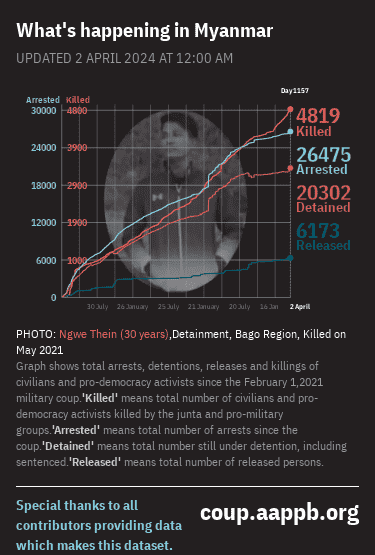 What's happening in Myanmar
UPDATED 2 APRIL 2024 AT 12:00 AM
Day1157
Arrested Killed
30000 4800
24000 3900
18000 2900
12000 1900
6000 1000
0
4819
Killed
26475
Arrested
20302
Detained
6173
Released
30 July 26 January 25 July 21 January 20 July 16 Jan 2 April
PHOTO: Ngwe Thein (30 years),Detainment, Bago Region, Killed on
May 2021
Graph shows total arrests, detentions, releases and killings of
civilians and pro-democracy activists since the February 1,2021
military coup.'Killed' means total number of civilians and pro-
democracy activists killed by the junta and pro-military
groups.'Arrested' means total number of arrests since the
coup.'Detained' means total number still under detention, including
sentenced.'Released' means total number of released persons.
Special thanks to all
contributors providing data
which makes this dataset.
coup.aappb.org